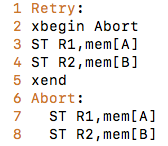 1 Retry:
2 xbegin Abort
3 ST R1,mem[A]
4 ST R2,mem[B]
5 xend
6 Abort:
7   ST R1,mem[A]
8   ST R2,mem[B]